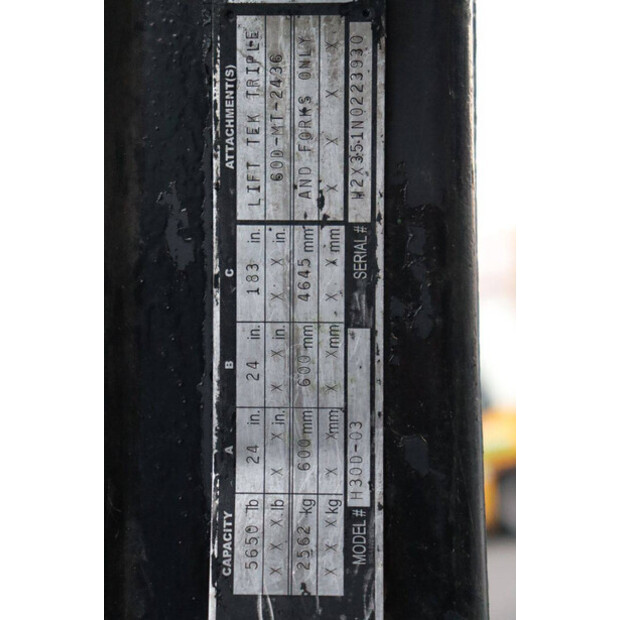 CAPACITY A B C ATTACHMENT(S)
5650 lb 24 in. 24 in. 183 in. LIFT TEK TRIPLE
X X X lb X X in. X X in. X X in. 60D-MT-2436
2562 kg 600 mm 600 mm 4645 mm AND FORKS ONLY
X X X kg X X mm X X mm X X mm X X X X
MODEL# H30D-03 SERIAL# W2X351N0223930